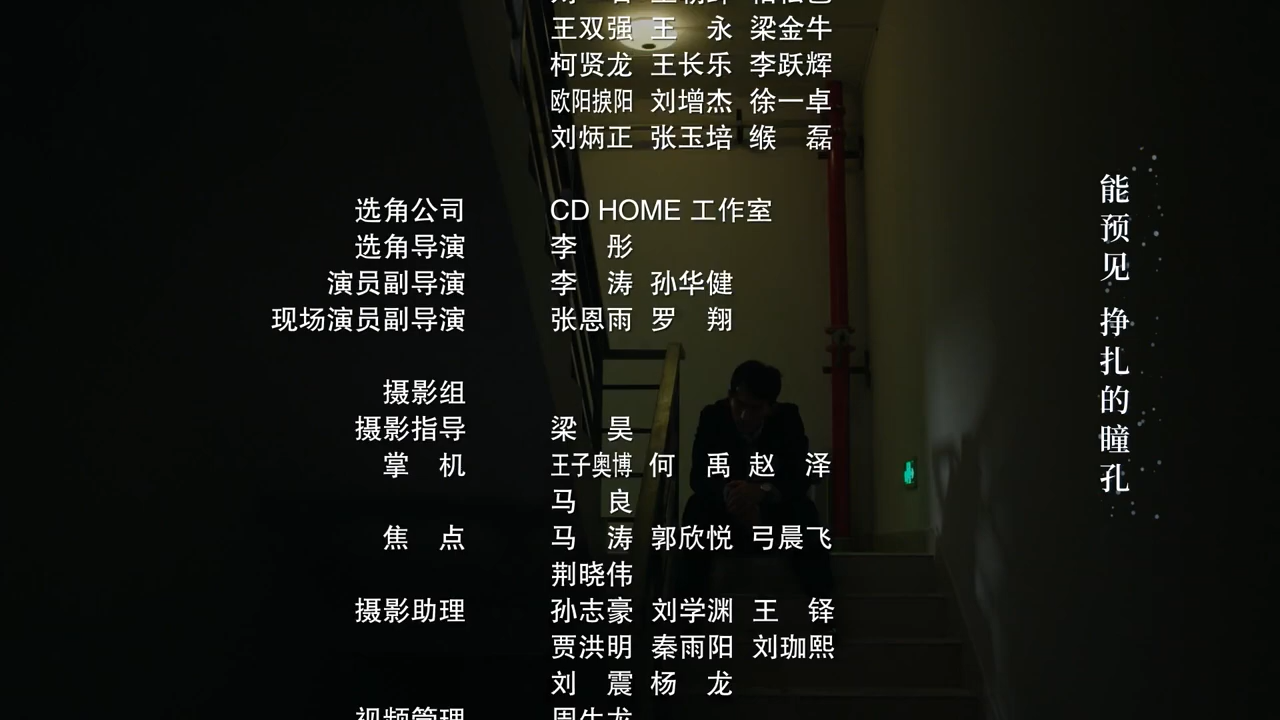 王双强 王 永 梁金牛
柯贤龙 王长乐 李跃辉
欧阳捩阳 刘增杰 徐一卓
刘炳正 张玉培 缑 磊
选角公司 CD HOME 工作室
选角导演 李 彤
演员副导演 李 涛 孙华健
现场演员副导演 张恩雨 罗 翔
摄影组
摄影指导 梁 昊
掌 机 王子奥博 何 禹 赵 泽
马 良
焦 点 马 涛 郭欣悦 弓晨飞
荆晓伟
摄影助理 孙志豪 刘学渊 王 铎
贾洪明 秦雨阳 刘珈熙
刘 震 杨 龙
视频管理
能预见 挣扎的瞳孔